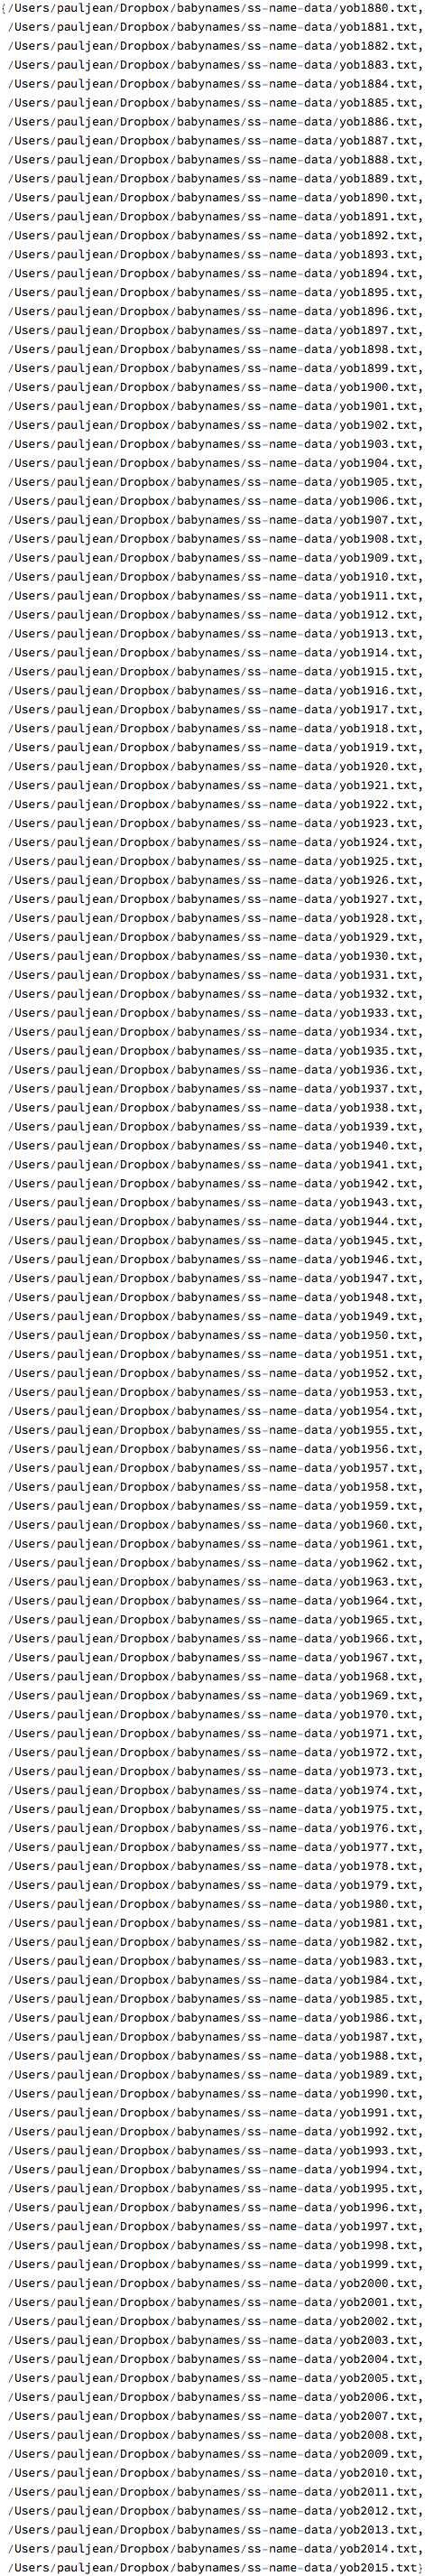 {/Users/pauljean/Dropbox/babynames/ss-name-data/yob1880.txt,
/Users/pauljean/Dropbox/babynames/ss-name-data/yob1881.txt,
/Users/pauljean/Dropbox/babynames/ss-name-data/yob1882.txt,
/Users/pauljean/Dropbox/babynames/ss-name-data/yob1883.txt,
/Users/pauljean/Dropbox/babynames/ss-name-data/yob1884.txt,
/Users/pauljean/Dropbox/babynames/ss-name-data/yob1885.txt,
/Users/pauljean/Dropbox/babynames/ss-name-data/yob1886.txt,
/Users/pauljean/Dropbox/babynames/ss-name-data/yob1887.txt,
/Users/pauljean/Dropbox/babynames/ss-name-data/yob1888.txt,
/Users/pauljean/Dropbox/babynames/ss-name-data/yob1889.txt,
/Users/pauljean/Dropbox/babynames/ss-name-data/yob1890.txt,
/Users/pauljean/Dropbox/babynames/ss-name-data/yob1891.txt,
/Users/pauljean/Dropbox/babynames/ss-name-data/yob1892.txt,
/Users/pauljean/Dropbox/babynames/ss-name-data/yob1893.txt,
/Users/pauljean/Dropbox/babynames/ss-name-data/yob1894.txt,
/Users/pauljean/Dropbox/babynames/ss-name-data/yob1895.txt,
/Users/pauljean/Dropbox/babynames/ss-name-data/yob1896.txt,
/Users/pauljean/Dropbox/babynames/ss-name-data/yob1897.txt,
/Users/pauljean/Dropbox/babynames/ss-name-data/yob1898.txt,
/Users/pauljean/Dropbox/babynames/ss-name-data/yob1899.txt,
/Users/pauljean/Dropbox/babynames/ss-name-data/yob1900.txt,
/Users/pauljean/Dropbox/babynames/ss-name-data/yob1901.txt,
/Users/pauljean/Dropbox/babynames/ss-name-data/yob1902.txt,
/Users/pauljean/Dropbox/babynames/ss-name-data/yob1903.txt,
/Users/pauljean/Dropbox/babynames/ss-name-data/yob1904.txt,
/Users/pauljean/Dropbox/babynames/ss-name-data/yob1905.txt,
/Users/pauljean/Dropbox/babynames/ss-name-data/yob1906.txt,
/Users/pauljean/Dropbox/babynames/ss-name-data/yob1907.txt,
/Users/pauljean/Dropbox/babynames/ss-name-data/yob1908.txt,
/Users/pauljean/Dropbox/babynames/ss-name-data/yob1909.txt,
/Users/pauljean/Dropbox/babynames/ss-name-data/yob1910.txt,
/Users/pauljean/Dropbox/babynames/ss-name-data/yob1911.txt,
/Users/pauljean/Dropbox/babynames/ss-name-data/yob1912.txt,
/Users/pauljean/Dropbox/babynames/ss-name-data/yob1913.txt,
/Users/pauljean/Dropbox/babynames/ss-name-data/yob1914.txt,
/Users/pauljean/Dropbox/babynames/ss-name-data/yob1915.txt,
/Users/pauljean/Dropbox/babynames/ss-name-data/yob1916.txt,
/Users/pauljean/Dropbox/babynames/ss-name-data/yob1917.txt,
/Users/pauljean/Dropbox/babynames/ss-name-data/yob1918.txt,
/Users/pauljean/Dropbox/babynames/ss-name-data/yob1919.txt,
/Users/pauljean/Dropbox/babynames/ss-name-data/yob1920.txt,
/Users/pauljean/Dropbox/babynames/ss-name-data/yob1921.txt,
/Users/pauljean/Dropbox/babynames/ss-name-data/yob1922.txt,
/Users/pauljean/Dropbox/babynames/ss-name-data/yob1923.txt,
/Users/pauljean/Dropbox/babynames/ss-name-data/yob1924.txt,
/Users/pauljean/Dropbox/babynames/ss-name-data/yob1925.txt,
/Users/pauljean/Dropbox/babynames/ss-name-data/yob1926.txt,
/Users/pauljean/Dropbox/babynames/ss-name-data/yob1927.txt,
/Users/pauljean/Dropbox/babynames/ss-name-data/yob1928.txt,
/Users/pauljean/Dropbox/babynames/ss-name-data/yob1929.txt,
/Users/pauljean/Dropbox/babynames/ss-name-data/yob1930.txt,
/Users/pauljean/Dropbox/babynames/ss-name-data/yob1931.txt,
/Users/pauljean/Dropbox/babynames/ss-name-data/yob1932.txt,
/Users/pauljean/Dropbox/babynames/ss-name-data/yob1933.txt,
/Users/pauljean/Dropbox/babynames/ss-name-data/yob1934.txt,
/Users/pauljean/Dropbox/babynames/ss-name-data/yob1935.txt,
/Users/pauljean/Dropbox/babynames/ss-name-data/yob1936.txt,
/Users/pauljean/Dropbox/babynames/ss-name-data/yob1937.txt,
/Users/pauljean/Dropbox/babynames/ss-name-data/yob1938.txt,
/Users/pauljean/Dropbox/babynames/ss-name-data/yob1939.txt,
/Users/pauljean/Dropbox/babynames/ss-name-data/yob1940.txt,
/Users/pauljean/Dropbox/babynames/ss-name-data/yob1941.txt,
/Users/pauljean/Dropbox/babynames/ss-name-data/yob1942.txt,
/Users/pauljean/Dropbox/babynames/ss-name-data/yob1943.txt,
/Users/pauljean/Dropbox/babynames/ss-name-data/yob1944.txt,
/Users/pauljean/Dropbox/babynames/ss-name-data/yob1945.txt,
/Users/pauljean/Dropbox/babynames/ss-name-data/yob1946.txt,
/Users/pauljean/Dropbox/babynames/ss-name-data/yob1947.txt,
/Users/pauljean/Dropbox/babynames/ss-name-data/yob1948.txt,
/Users/pauljean/Dropbox/babynames/ss-name-data/yob1949.txt,
/Users/pauljean/Dropbox/babynames/ss-name-data/yob1950.txt,
/Users/pauljean/Dropbox/babynames/ss-name-data/yob1951.txt,
/Users/pauljean/Dropbox/babynames/ss-name-data/yob1952.txt,
/Users/pauljean/Dropbox/babynames/ss-name-data/yob1953.txt,
/Users/pauljean/Dropbox/babynames/ss-name-data/yob1954.txt,
/Users/pauljean/Dropbox/babynames/ss-name-data/yob1955.txt,
/Users/pauljean/Dropbox/babynames/ss-name-data/yob1956.txt,
/Users/pauljean/Dropbox/babynames/ss-name-data/yob1957.txt,
/Users/pauljean/Dropbox/babynames/ss-name-data/yob1958.txt,
/Users/pauljean/Dropbox/babynames/ss-name-data/yob1959.txt,
/Users/pauljean/Dropbox/babynames/ss-name-data/yob1960.txt,
/Users/pauljean/Dropbox/babynames/ss-name-data/yob1961.txt,
/Users/pauljean/Dropbox/babynames/ss-name-data/yob1962.txt,
/Users/pauljean/Dropbox/babynames/ss-name-data/yob1963.txt,
/Users/pauljean/Dropbox/babynames/ss-name-data/yob1964.txt,
/Users/pauljean/Dropbox/babynames/ss-name-data/yob1965.txt,
/Users/pauljean/Dropbox/babynames/ss-name-data/yob1966.txt,
/Users/pauljean/Dropbox/babynames/ss-name-data/yob1967.txt,
/Users/pauljean/Dropbox/babynames/ss-name-data/yob1968.txt,
/Users/pauljean/Dropbox/babynames/ss-name-data/yob1969.txt,
/Users/pauljean/Dropbox/babynames/ss-name-data/yob1970.txt,
/Users/pauljean/Dropbox/babynames/ss-name-data/yob1971.txt,
/Users/pauljean/Dropbox/babynames/ss-name-data/yob1972.txt,
/Users/pauljean/Dropbox/babynames/ss-name-data/yob1973.txt,
/Users/pauljean/Dropbox/babynames/ss-name-data/yob1974.txt,
/Users/pauljean/Dropbox/babynames/ss-name-data/yob1975.txt,
/Users/pauljean/Dropbox/babynames/ss-name-data/yob1976.txt,
/Users/pauljean/Dropbox/babynames/ss-name-data/yob1977.txt,
/Users/pauljean/Dropbox/babynames/ss-name-data/yob1978.txt,
/Users/pauljean/Dropbox/babynames/ss-name-data/yob1979.txt,
/Users/pauljean/Dropbox/babynames/ss-name-data/yob1980.txt,
/Users/pauljean/Dropbox/babynames/ss-name-data/yob1981.txt,
/Users/pauljean/Dropbox/babynames/ss-name-data/yob1982.txt,
/Users/pauljean/Dropbox/babynames/ss-name-data/yob1983.txt,
/Users/pauljean/Dropbox/babynames/ss-name-data/yob1984.txt,
/Users/pauljean/Dropbox/babynames/ss-name-data/yob1985.txt,
/Users/pauljean/Dropbox/babynames/ss-name-data/yob1986.txt,
/Users/pauljean/Dropbox/babynames/ss-name-data/yob1987.txt,
/Users/pauljean/Dropbox/babynames/ss-name-data/yob1988.txt,
/Users/pauljean/Dropbox/babynames/ss-name-data/yob1989.txt,
/Users/pauljean/Dropbox/babynames/ss-name-data/yob1990.txt,
/Users/pauljean/Dropbox/babynames/ss-name-data/yob1991.txt,
/Users/pauljean/Dropbox/babynames/ss-name-data/yob1992.txt,
/Users/pauljean/Dropbox/babynames/ss-name-data/yob1993.txt,
/Users/pauljean/Dropbox/babynames/ss-name-data/yob1994.txt,
/Users/pauljean/Dropbox/babynames/ss-name-data/yob1995.txt,
/Users/pauljean/Dropbox/babynames/ss-name-data/yob1996.txt,
/Users/pauljean/Dropbox/babynames/ss-name-data/yob1997.txt,
/Users/pauljean/Dropbox/babynames/ss-name-data/yob1998.txt,
/Users/pauljean/Dropbox/babynames/ss-name-data/yob1999.txt,
/Users/pauljean/Dropbox/babynames/ss-name-data/yob2000.txt,
/Users/pauljean/Dropbox/babynames/ss-name-data/yob2001.txt,
/Users/pauljean/Dropbox/babynames/ss-name-data/yob2002.txt,
/Users/pauljean/Dropbox/babynames/ss-name-data/yob2003.txt,
/Users/pauljean/Dropbox/babynames/ss-name-data/yob2004.txt,
/Users/pauljean/Dropbox/babynames/ss-name-data/yob2005.txt,
/Users/pauljean/Dropbox/babynames/ss-name-data/yob2006.txt,
/Users/pauljean/Dropbox/babynames/ss-name-data/yob2007.txt,
/Users/pauljean/Dropbox/babynames/ss-name-data/yob2008.txt,
/Users/pauljean/Dropbox/babynames/ss-name-data/yob2009.txt,
/Users/pauljean/Dropbox/babynames/ss-name-data/yob2010.txt,
/Users/pauljean/Dropbox/babynames/ss-name-data/yob2011.txt,
/Users/pauljean/Dropbox/babynames/ss-name-data/yob2012.txt,
/Users/pauljean/Dropbox/babynames/ss-name-data/yob2013.txt,
/Users/pauljean/Dropbox/babynames/ss-name-data/yob2014.txt,
/Users/pauljean/Dropbox/babynames/ss-name-data/yob2015.txt}